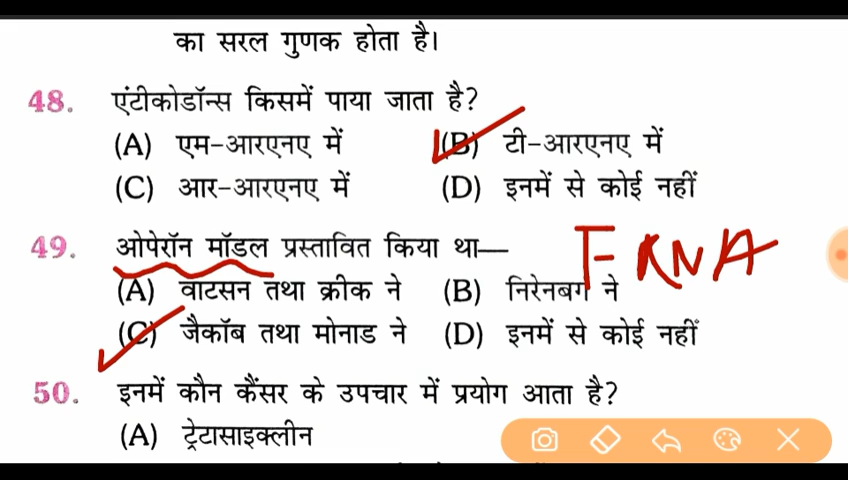 का सरल गुणक होता है।
48. एंटीकोडॉन्स किसमें पाया जाता है?
(A) एम-आरएनए में (B) टी-आरएनए में
(C) आर-आरएनए में (D) इनमें से कोई नहीं
49. ओपेरॉन मॉडल प्रस्तावित किया था—
RNA
(A) वाटसन तथा क्रीक ने (B) निरेनबर्ग ने
(C) जैकॉब तथा मोनाड ने (D) इनमें से कोई नहीं
50. इनमें कौन कैंसर के उपचार में प्रयोग आता है?
(A) ट्रेटासाइक्लीन